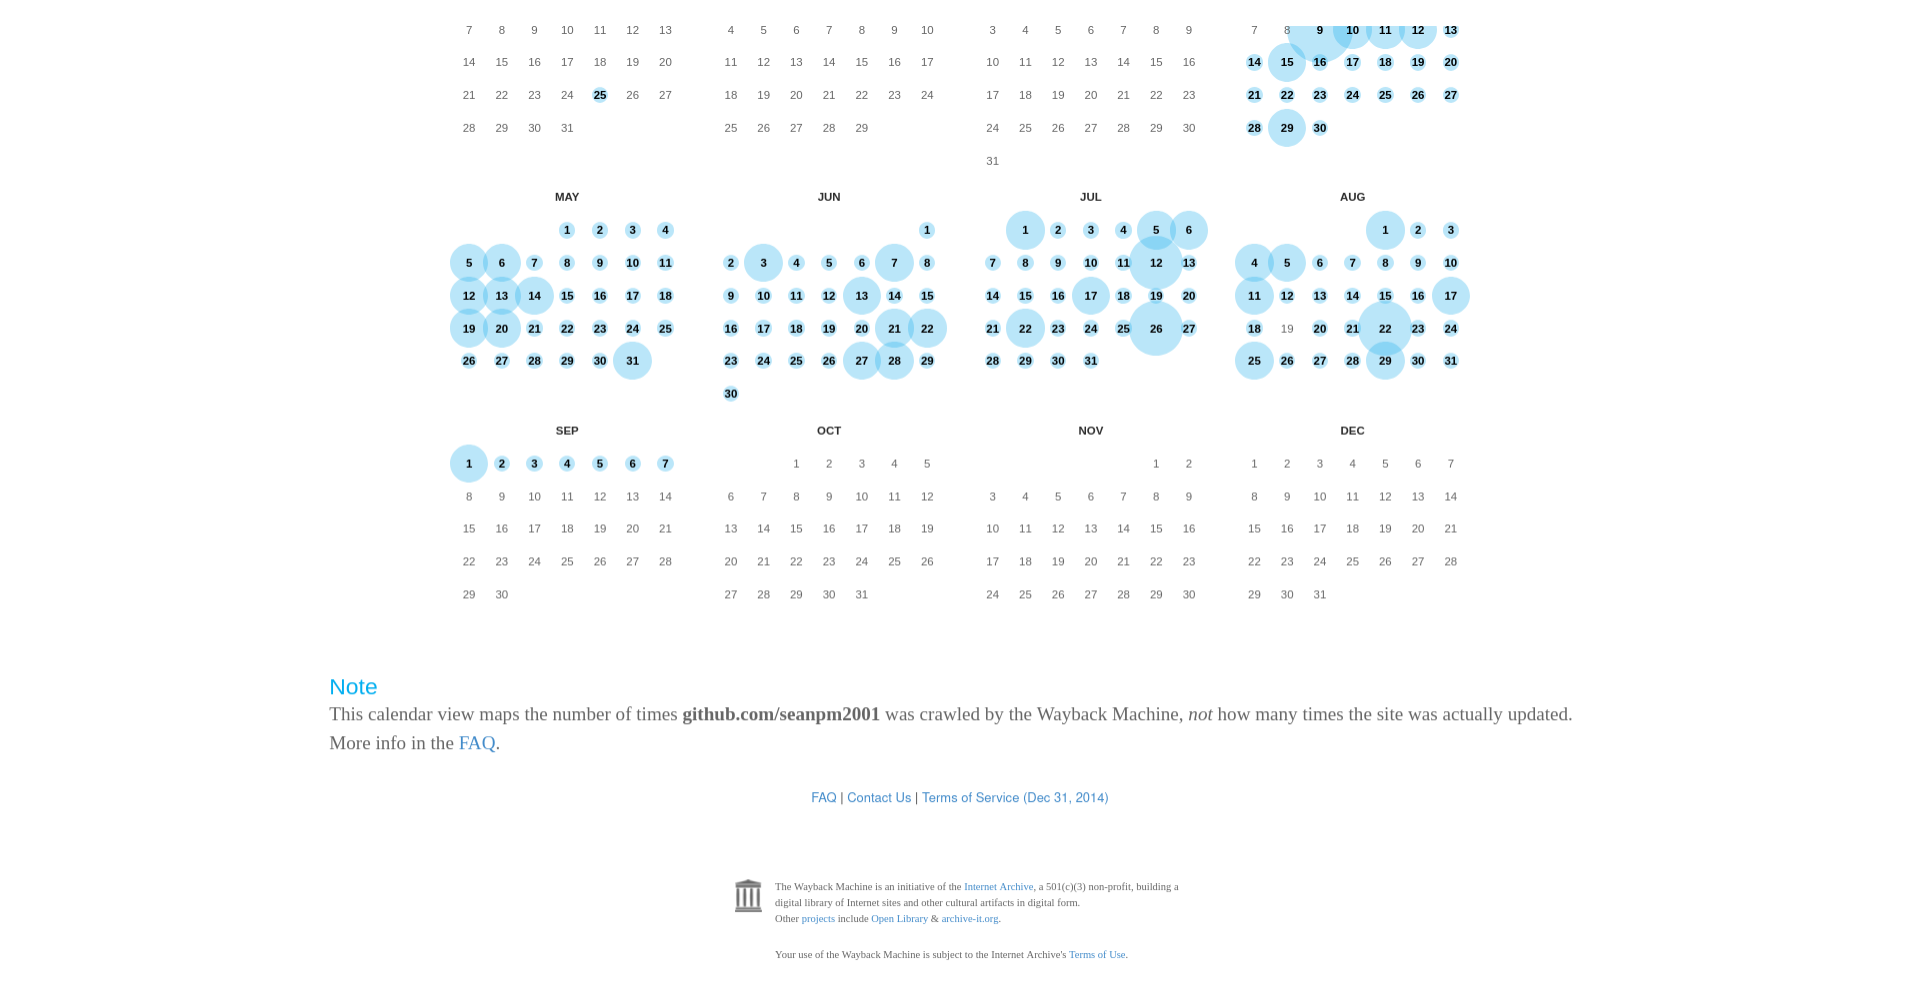 7 8 9 10 11 12 13 4 5 6 7 8 9 10 3 4 5 6 7 8 9 7 8 9 10 11 12 13
14 15 16 17 18 19 20 11 12 13 14 15 16 17 10 11 12 13 14 15 16 14 15 16 17 18 19 20
21 22 23 24 25 26 27 18 19 20 21 22 23 24 17 18 19 20 21 22 23 21 22 23 24 25 26 27
28 29 30 31 25 26 27 28 29 24 25 26 27 28 29 30 28 29 30
31
MAY JUN JUL AUG
1 2 3 4 1 1 2 3 4 5 6 1 2 3
5 6 7 8 9 10 11 2 3 4 5 6 7 8 7 8 9 10 11 12 13 4 5 6 7 8 9 10
12 13 14 15 16 17 18 9 10 11 12 13 14 15 14 15 16 17 18 19 20 11 12 13 14 15 16 17
19 20 21 22 23 24 25 16 17 18 19 20 21 22 21 22 23 24 25 26 27 18 19 20 21 22 23 24
26 27 28 29 30 31 23 24 25 26 27 28 29 28 29 30 31 25 26 27 28 29 30 31
30
SEP OCT NOV DEC
1 2 3 4 5 6 7 1 2 3 4 5 1 2 1 2 3 4 5 6 7
8 9 10 11 12 13 14 6 7 8 9 10 11 12 3 4 5 6 7 8 9 8 9 10 11 12 13 14
15 16 17 18 19 20 21 13 14 15 16 17 18 19 10 11 12 13 14 15 16 15 16 17 18 19 20 21
22 23 24 25 26 27 28 20 21 22 23 24 25 26 17 18 19 20 21 22 23 22 23 24 25 26 27 28
29 30 27 28 29 30 31 24 25 26 27 28 29 30 29 30 31
Note
This calendar view maps the number of times github.com/seanpm2001 was crawled by the Wayback Machine, not how many times the site was actually updated.
More info in the FAQ.
FAQ | Contact Us | Terms of Service (Dec 31, 2014)
The Wayback Machine is an initiative of the Internet Archive, a 501(c)(3) non-profit, building a
digital library of Internet sites and other cultural artifacts in digital form.
Other projects include Open Library & archive-it.org.
Your use of the Wayback Machine is subject to the Internet Archive's Terms of Use.